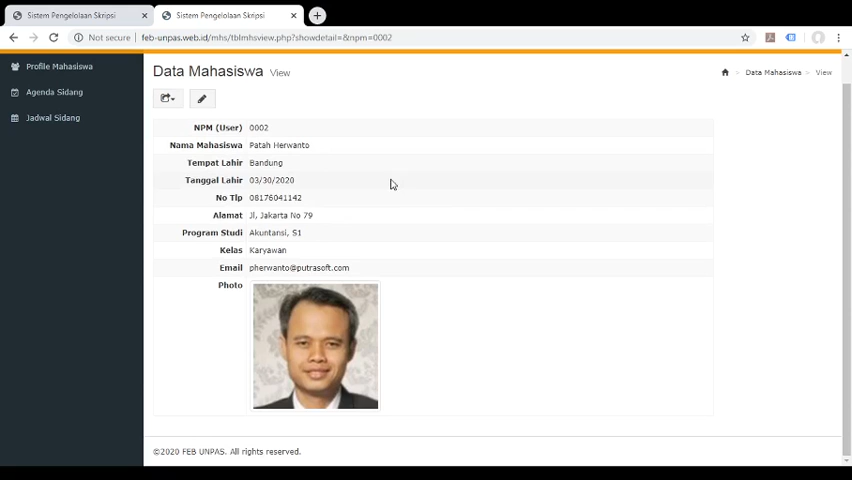 Sistem Pengelolaan Skripsi
Sistem Pengelolaan Skripsi
Not secure | feb-unpas.web.id/mhs/tblmhsview.php?showdetail=&npm=0002
Profile Mahasiswa
Agenda Sidang
Jadwal Sidang
Data Mahasiswa View
> Data Mahasiswa > View
NPM (User) 0002
Nama Mahasiswa Patah Herwanto
Tempat Lahir Bandung
Tanggal Lahir 03/30/2020
No Tlp 08176041142
Alamat Jl, Jakarta No 79
Program Studi Akuntansi, S1
Kelas Karyawan
Email pherwanto@putrasoft.com
Photo
©2020 FEB UNPAS. All rights reserved.